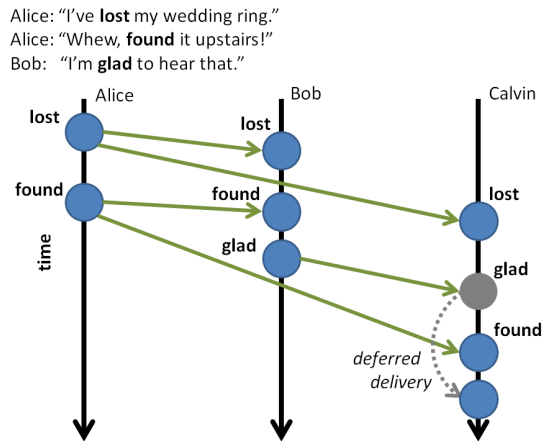 Alice: “I’ve lost my wedding ring.”
Alice: “Whew, found it upstairs!”
Bob: “I’m glad to hear that.”
Alice
Bob
Calvin
lost
lost
found
found
lost
glad
glad
time
found
deferred
delivery